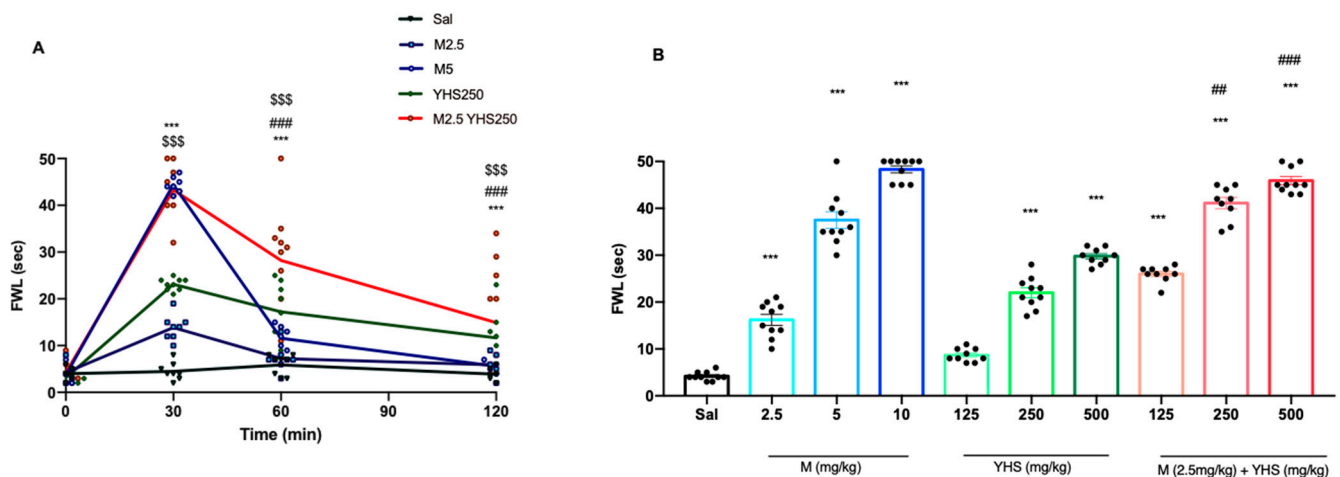 A
Sal
M2.5
M5
YHS250
M2.5 YHS250
$$$
###
***
***
$$$
$$$
###
***
FWL (sec)
50
40
30
20
10
0
0 30 60 90 120
Time (min)
B
***
***
***
***
***
***
##
***
###
***
FWL (sec)
50
40
30
20
10
0
Sal 2.5 5 10 125 250 500 125 250 500
M (mg/kg) YHS (mg/kg) M (2.5mg/kg) + YHS (mg/kg)